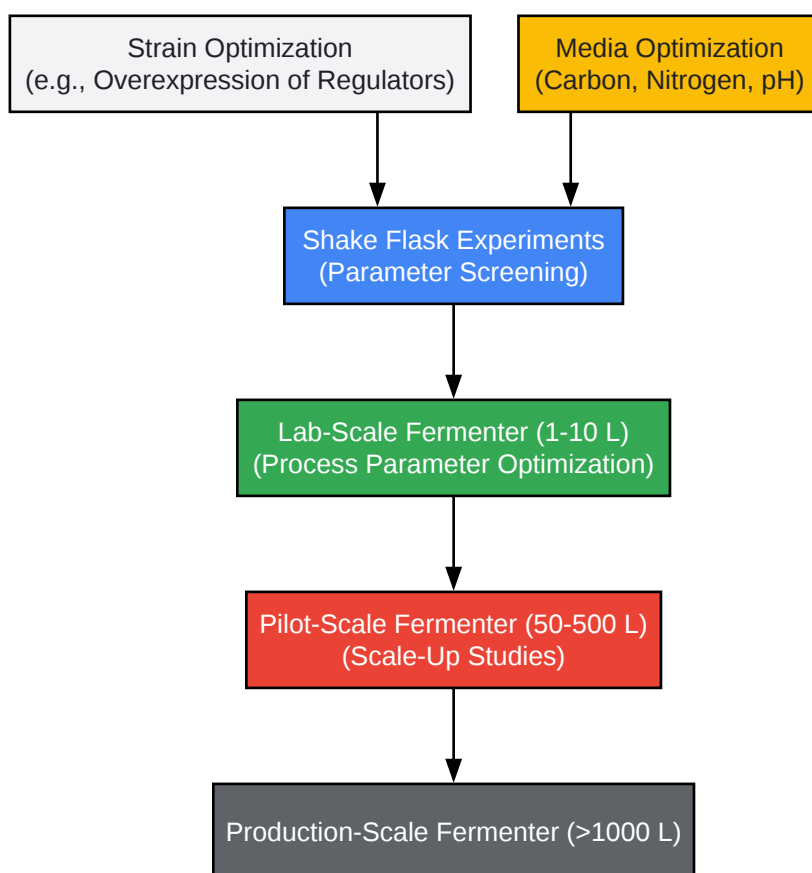 Strain Optimization
(e.g., Overexpression of Regulators)
Media Optimization
(Carbon, Nitrogen, pH)
Shake Flask Experiments
(Parameter Screening)
Lab-Scale Fermenter (1-10 L)
(Process Parameter Optimization)
Pilot-Scale Fermenter (50-500 L)
(Scale-Up Studies)
Production-Scale Fermenter (>1000 L)